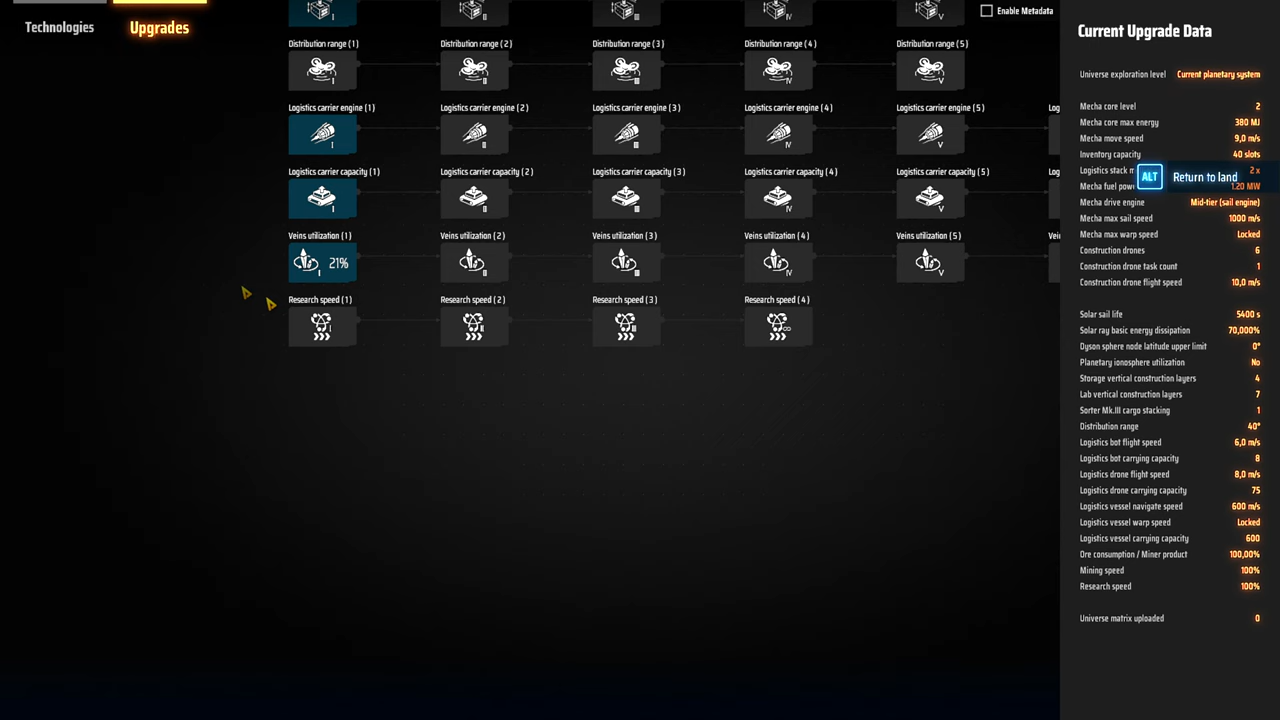 Technologies
Upgrades
Enable Metadata
Distribution range (1)
Distribution range (2)
Distribution range (3)
Distribution range (4)
Distribution range (5)
Logistics carrier engine (1)
Logistics carrier engine (2)
Logistics carrier engine (3)
Logistics carrier engine (4)
Logistics carrier engine (5)
Logistics carrier capacity (1)
Logistics carrier capacity (2)
Logistics carrier capacity (3)
Logistics carrier capacity (4)
Logistics carrier capacity (5)
Veins utilization (1)
Veins utilization (2)
Veins utilization (3)
Veins utilization (4)
Veins utilization (5)
21%
Research speed (1)
Research speed (2)
Research speed (3)
Research speed (4)
Current Upgrade Data
Universe exploration level Current planetary system
Mecha core level 2
Mecha core max energy 380 MJ
Mecha move speed 9,0 m/s
Inventory capacity 40 slots
Logistics stack 2 x
ALT Return to land
Mecha fuel 1.20 MW
Mecha drive engine Mid-tier (sail engine)
Mecha max sail speed 1000 m/s
Mecha max warp speed Locked
Construction drones 6
Construction drone task count 1
Construction drone flight speed 10,0 m/s
Solar sail life 5400 s
Solar ray basic energy dissipation 70,000%
Dyson sphere node latitude upper limit 0°
Planetary ionosphere utilization No
Storage vertical construction layers 4
Lab vertical construction layers 7
Sorter Mk.III cargo stacking 1
Distribution range 40°
Logistics bot flight speed 6,0 m/s
Logistics bot carrying capacity 8
Logistics drone flight speed 8,0 m/s
Logistics drone carrying capacity 75
Logistics vessel navigate speed 600 m/s
Logistics vessel warp speed Locked
Logistics vessel carrying capacity 600
Ore consumption / Miner product 100,00%
Mining speed 100%
Research speed 100%
Universe matrix uploaded 0